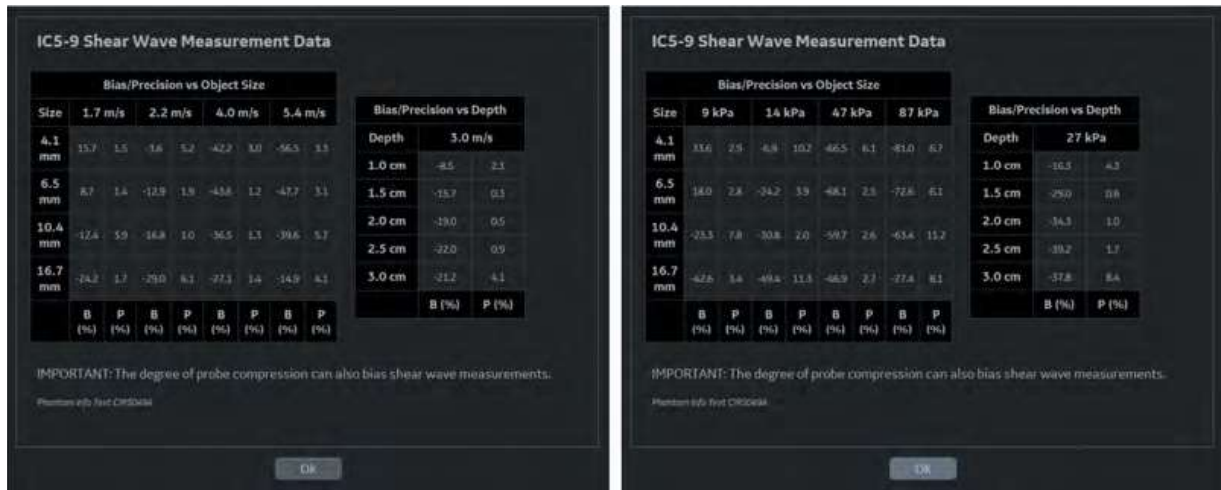 IC5-9 Shear Wave Measurement Data
Bias/Precision vs Object Size
Size 1.7 m/s 2.2 m/s 4.0 m/s 5.4 m/s
4.1 mm 15.7 1.5 -3.6 5.2 -42.2 3.0 -56.5 3.3
6.5 mm 8.7 1.4 -12.9 1.9 -43.6 1.2 -47.7 3.1
10.4 mm -12.4 3.9 -16.8 1.0 -36.5 1.3 -39.6 5.7
16.7 mm -24.2 1.7 -29.0 6.1 -27.1 1.4 -14.9 4.1
B (%) P (%) B (%) P (%) B (%) P (%) B (%) P (%)
Bias/Precision vs Depth
Depth 3.0 m/s
1.0 cm -8.5 2.3
1.5 cm -15.7 0.3
2.0 cm -19.0 0.5
2.5 cm -22.0 0.9
3.0 cm -21.2 4.1
B (%) P (%)
IMPORTANT: The degree of probe compression can also bias shear wave measurements.
Ok
IC5-9 Shear Wave Measurement Data
Bias/Precision vs Object Size
Size 9 kPa 14 kPa 47 kPa 87 kPa
4.1 mm 33.6 2.9 -6.9 10.2 -66.5 6.1 -81.0 6.7
6.5 mm 18.0 2.8 -24.2 3.9 -68.1 2.5 -72.6 6.1
10.4 mm -23.3 7.8 -30.8 2.0 -59.7 2.6 -63.4 11.2
16.7 mm -42.6 3.4 -49.4 11.3 -46.9 2.7 -27.4 8.1
B (%) P (%) B (%) P (%) B (%) P (%) B (%) P (%)
Bias/Precision vs Depth
Depth 27 kPa
1.0 cm -16.3 4.3
1.5 cm -29.0 0.6
2.0 cm -34.3 1.0
2.5 cm -39.2 1.7
3.0 cm -37.8 8.4
B (%) P (%)
IMPORTANT: The degree of probe compression can also bias shear wave measurements.
Ok